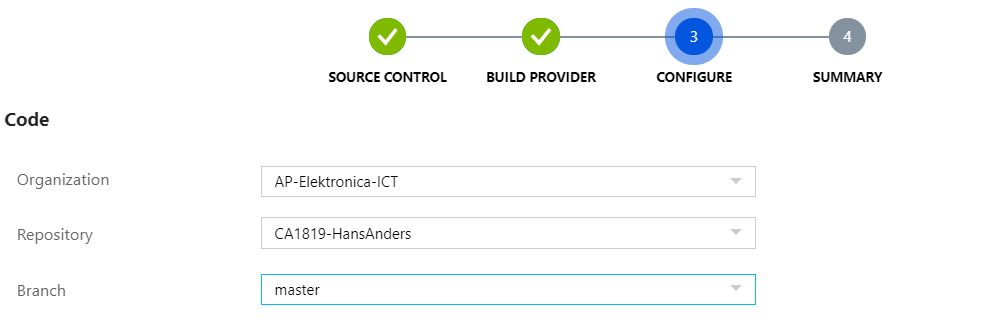 3
4
SOURCE CONTROL
BUILD PROVIDER
CONFIGURE
SUMMARY
Code
Organization
AP-Elektronica-ICT
Repository
CA1819-HansAnders
Branch
master